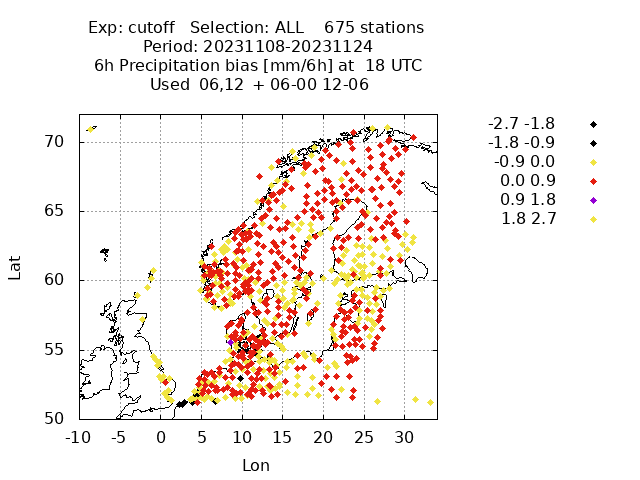 Exp: cutoff   Selection: ALL    675 stations
Period: 20231108-20231124
6h Precipitation bias [mm/6h] at  18 UTC
Used  06,12  + 06-00 12-06
-2.7 -1.8
-1.8 -0.9
-0.9 0.0
0.0 0.9
0.9 1.8
1.8 2.7
70
65
60
55
50
Lat
-10 -5 0 5 10 15 20 25 30
Lon